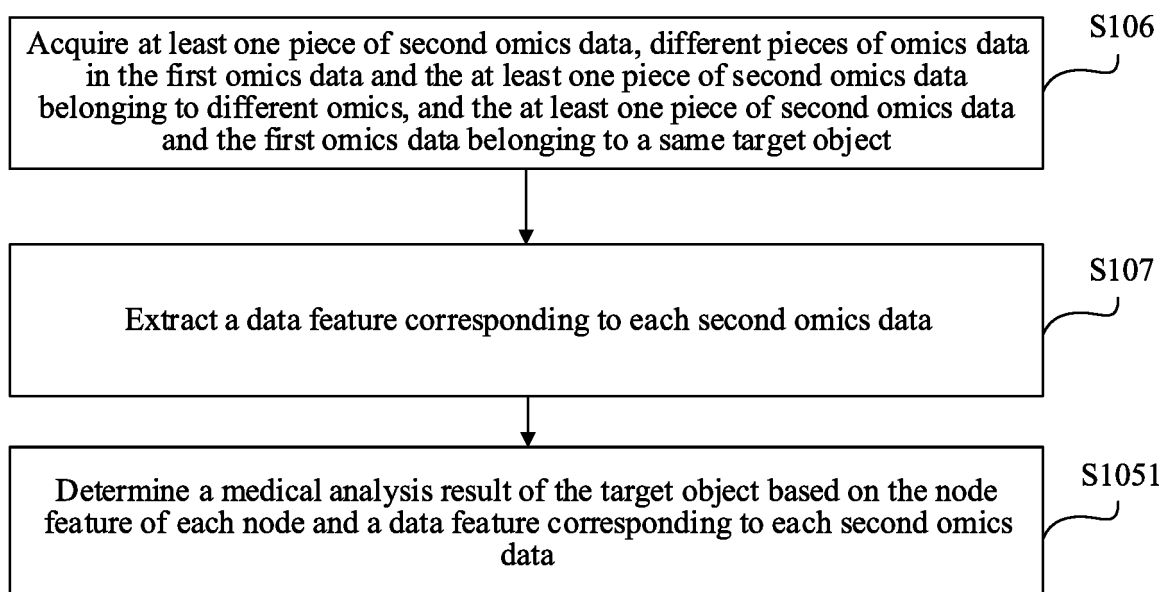 S106
Acquire at least one piece of second omics data, different pieces of omics data
in the first omics data and the at least one piece of second omics data
belonging to different omics, and the at least one piece of second omics data
and the first omics data belonging to a same target object
S107
Extract a data feature corresponding to each second omics data
S1051
Determine a medical analysis result of the target object based on the node
feature of each node and a data feature corresponding to each second omics
data